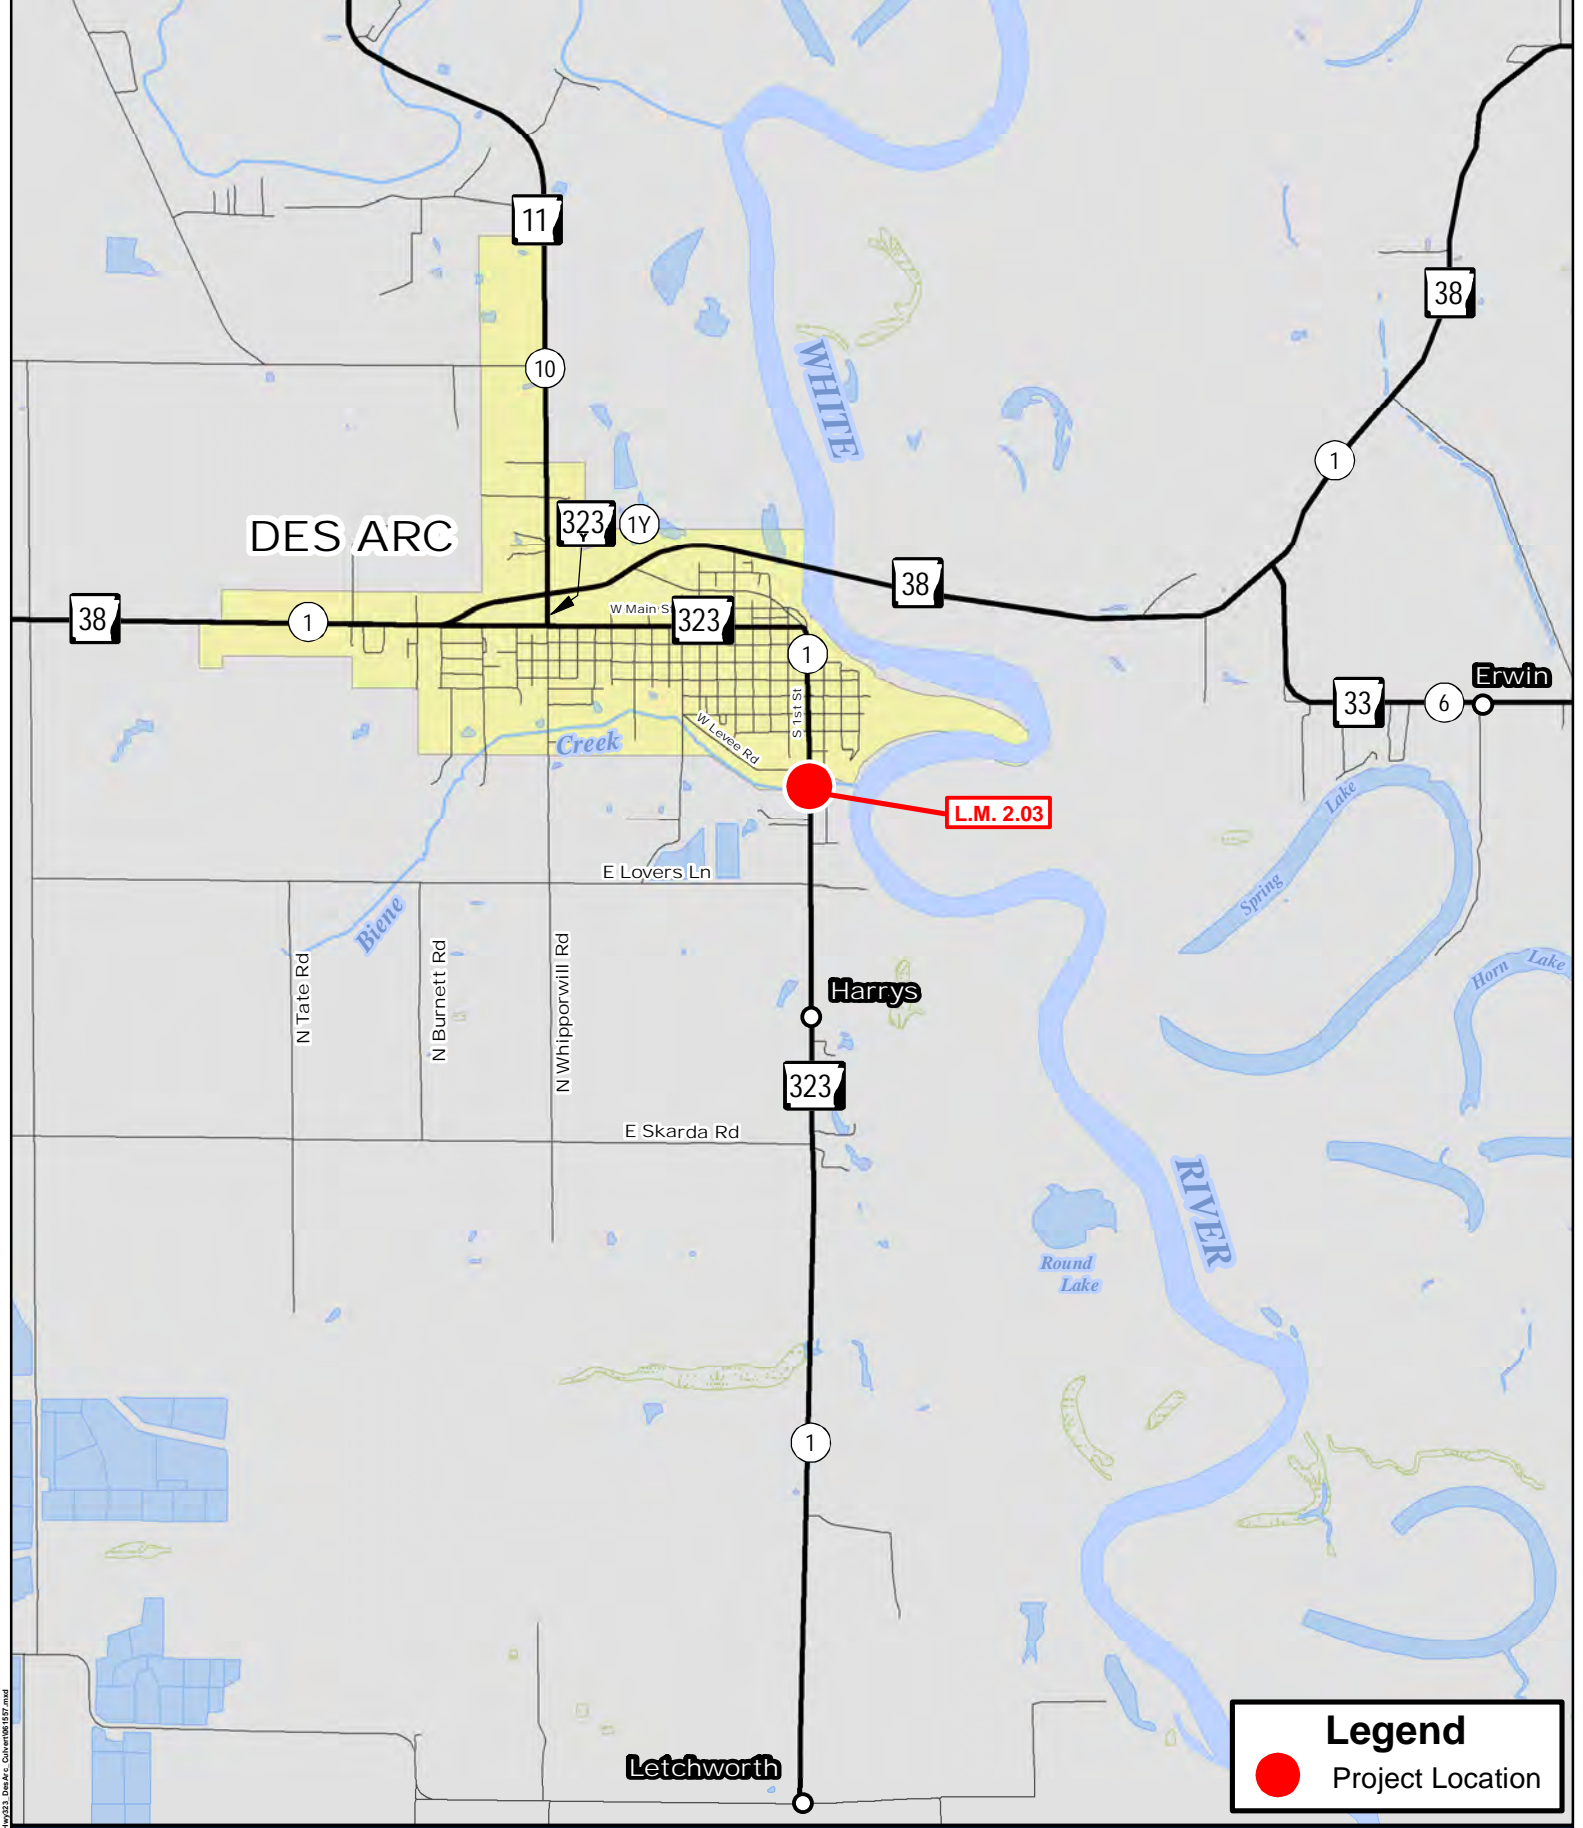 11
38
10
WHITE
1
323
Y
1Y
DES ARC
38
38
1
W Main St
323
1
Erwin
33
6
S 1st St
W Levee Rd
Creek
L.M. 2.03
Spring
Lake
E Lovers Ln
Biene
N Tate Rd
N Burnett Rd
N Whipporwill Rd
Harrys
Horn
Lake
323
E Skarda Rd
RIVER
Round
Lake
1
Letchworth
Legend
Project Location